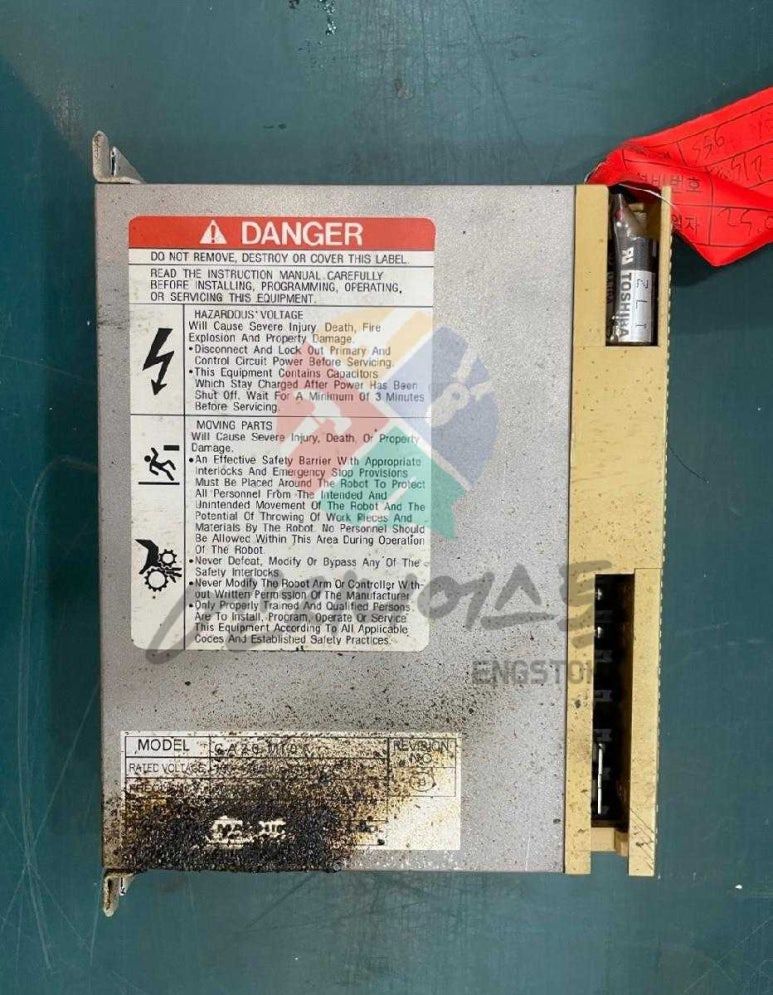 DANGER
DO NOT REMOVE, DESTROY OR COVER THIS LABEL.
READ THE INSTRUCTION MANUAL CAREFULLY
BEFORE INSTALLING, PROGRAMMING, OPERATING,
OR SERVICING THIS EQUIPMENT.
HAZARDOUS VOLTAGE
Will Cause Severe Injury, Death, Fire
Explosion And Property Damage.
•Disconnect And Lock Out Primary And
Control Circuit Power Before Servicing.
•This Equipment Contains Capacitors
Which Stay Charged After Power Has Been
Shut Off. Wait For A Minimum Of 3 Minutes
Before Servicing.
MOVING PARTS
Will Cause Severe Injury, Death, Or Property
Damage.
•An Effective Safety Barrier With Appropriate
Interlocks And Emergency Stop Provisions
Must Be Placed Around The Robot To Protect
All Personnel From The Intended And
Unintended Movement Of The Robot And The
Potential Of Throwing Of Work Pieces And
Materials By The Robot. No Personnel Should
Be Allowed Within This Area During Operation
Of The Robot.
•Never Defeat, Modify Or Bypass Any Of The
Safety Interlocks.
•Never Modify The Robot Arm Or Controller With-
out Written Permission Of The Manufacturer.
•Only Properly Trained And Qualified Persons
Are To Install, Program, Operate Or Service
This Equipment According To All Applicable
Codes And Established Safety Practices.
어스톤
ENGSTON
MODEL
REVISION
NO.
RATED VOLTAGE
TOSHIBA